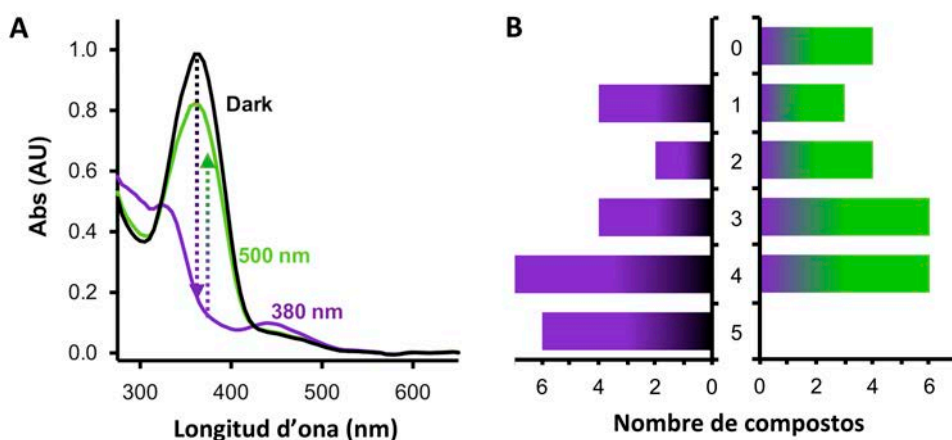 A
Abs (AU)
1.0
0.8
0.6
0.4
0.2
0.0
Dark
500 nm
380 nm
300 400 500 600
Longitud d'ona (nm)
B
0
1
2
3
4
5
6 4 2 0
0 2 4 6
Nombre de compostos